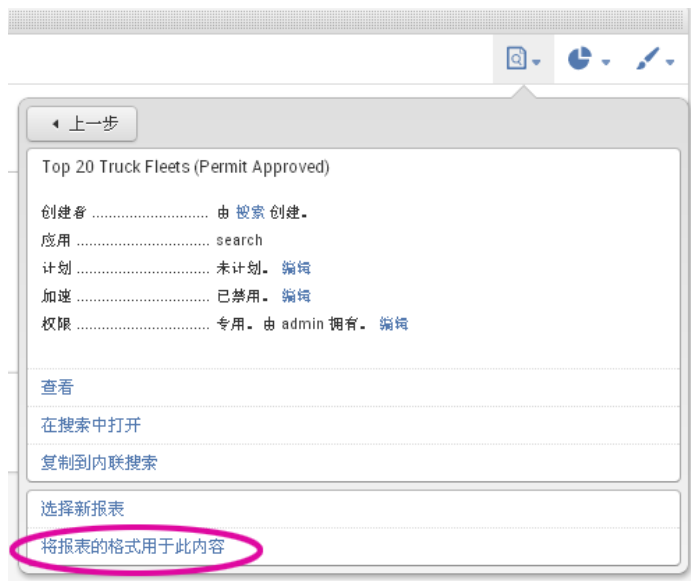 上一步
Top 20 Truck Fleets (Permit Approved)
创建者 ............................ 由 搜索 创建。
应用 ................................ search
计划 ................................ 未计划。 编辑
加速 ................................ 已禁用。 编辑
权限 ................................ 专用。由 admin 拥有。 编辑
查看
在搜索中打开
复制到内联搜索
选择新报表
将报表的格式用于此内容